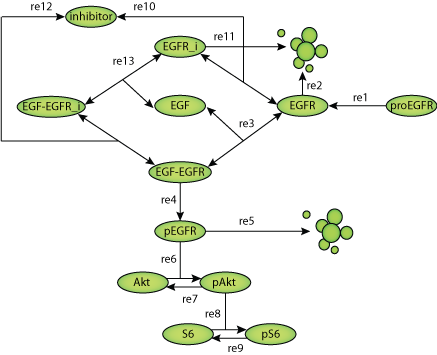 re12
inhibitor
re10
EGFR_i
re11
re13
re2
EGF-EGFR_i
EGF
EGFR
re1
proEGFR
re3
EGF-EGFR
re4
pEGFR
re5
re6
Akt
pAkt
re7
re8
S6
pS6
re9